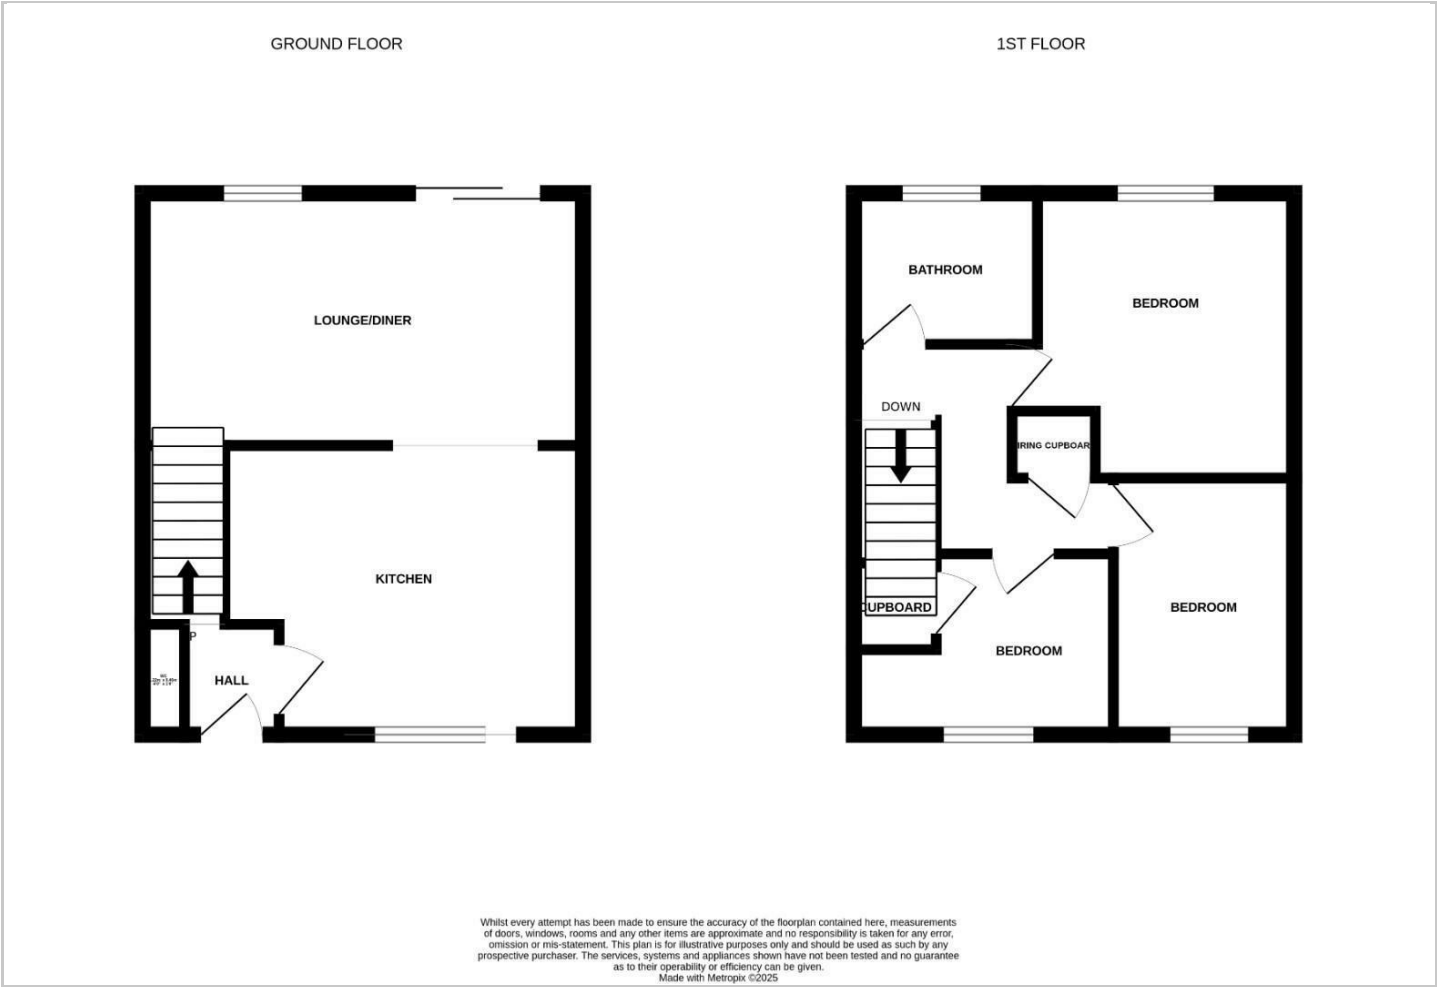 GROUND FLOOR
1ST FLOOR
LOUNGE/DINER
KITCHEN
P
HALL
BATHROOM
BEDROOM
DOWN
IRING CUPBOAR
CUPBOARD
BEDROOM
BEDROOM
Whilst every attempt has been made to ensure the accuracy of the floorplan contained here, measurements
of doors, windows, rooms and any other items are approximate and no responsibility is taken for any error,
omission or mis-statement. This plan is for illustrative purposes only and should be used as such by any
prospective purchaser. The services, systems and appliances shown have not been tested and no guarantee
as to their operability or efficiency can be given.
Made with Metropix ©2025